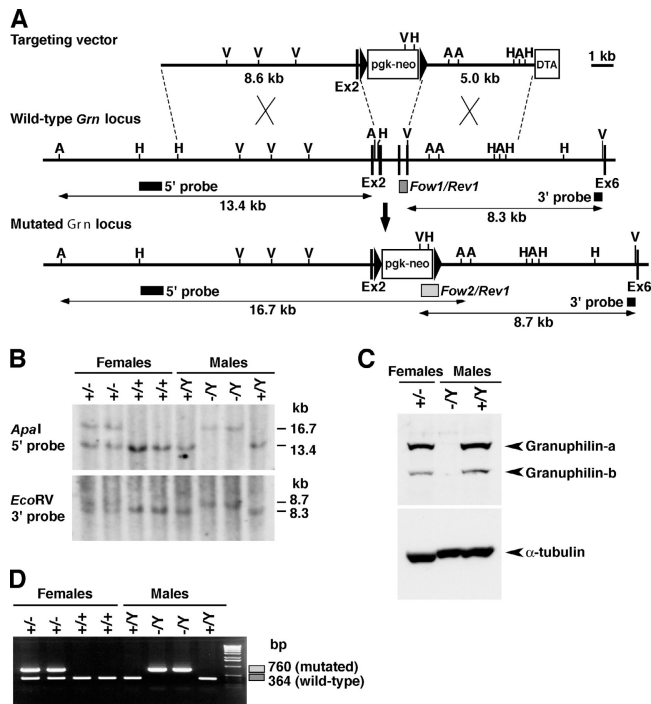 A
Targeting vector
V V V VH AA HAH
pgk-neo
DTA
1 kb
8.6 kb Ex2 5.0 kb
Wild-type Grn locus
A H H V V V A H V AA HAA H V
5' probe Ex2 Fow1/Rev1 3' probe Ex6
13.4 kb 8.3 kb
Mutated Grn locus
A H V V V VH AA HAH H V
pgk-neo
5' probe Ex2 Fow2/Rev1 3' probe Ex6
16.7 kb 8.7 kb
B
Females Males
+/- +/- +/+ +/+ +/Y -/Y -/Y +/Y
kb
ApaI 16.7
5' probe 13.4
kb
EcoRV 8.7
3' probe 8.3
C
Females Males
+/- -/Y +/Y
Granuphilin-a
Granuphilin-b
α-tubulin
D
Females Males
+/- +/- +/+ +/+ +/Y -/Y -/Y +/Y
bp
760 (mutated)
364 (wild-type)